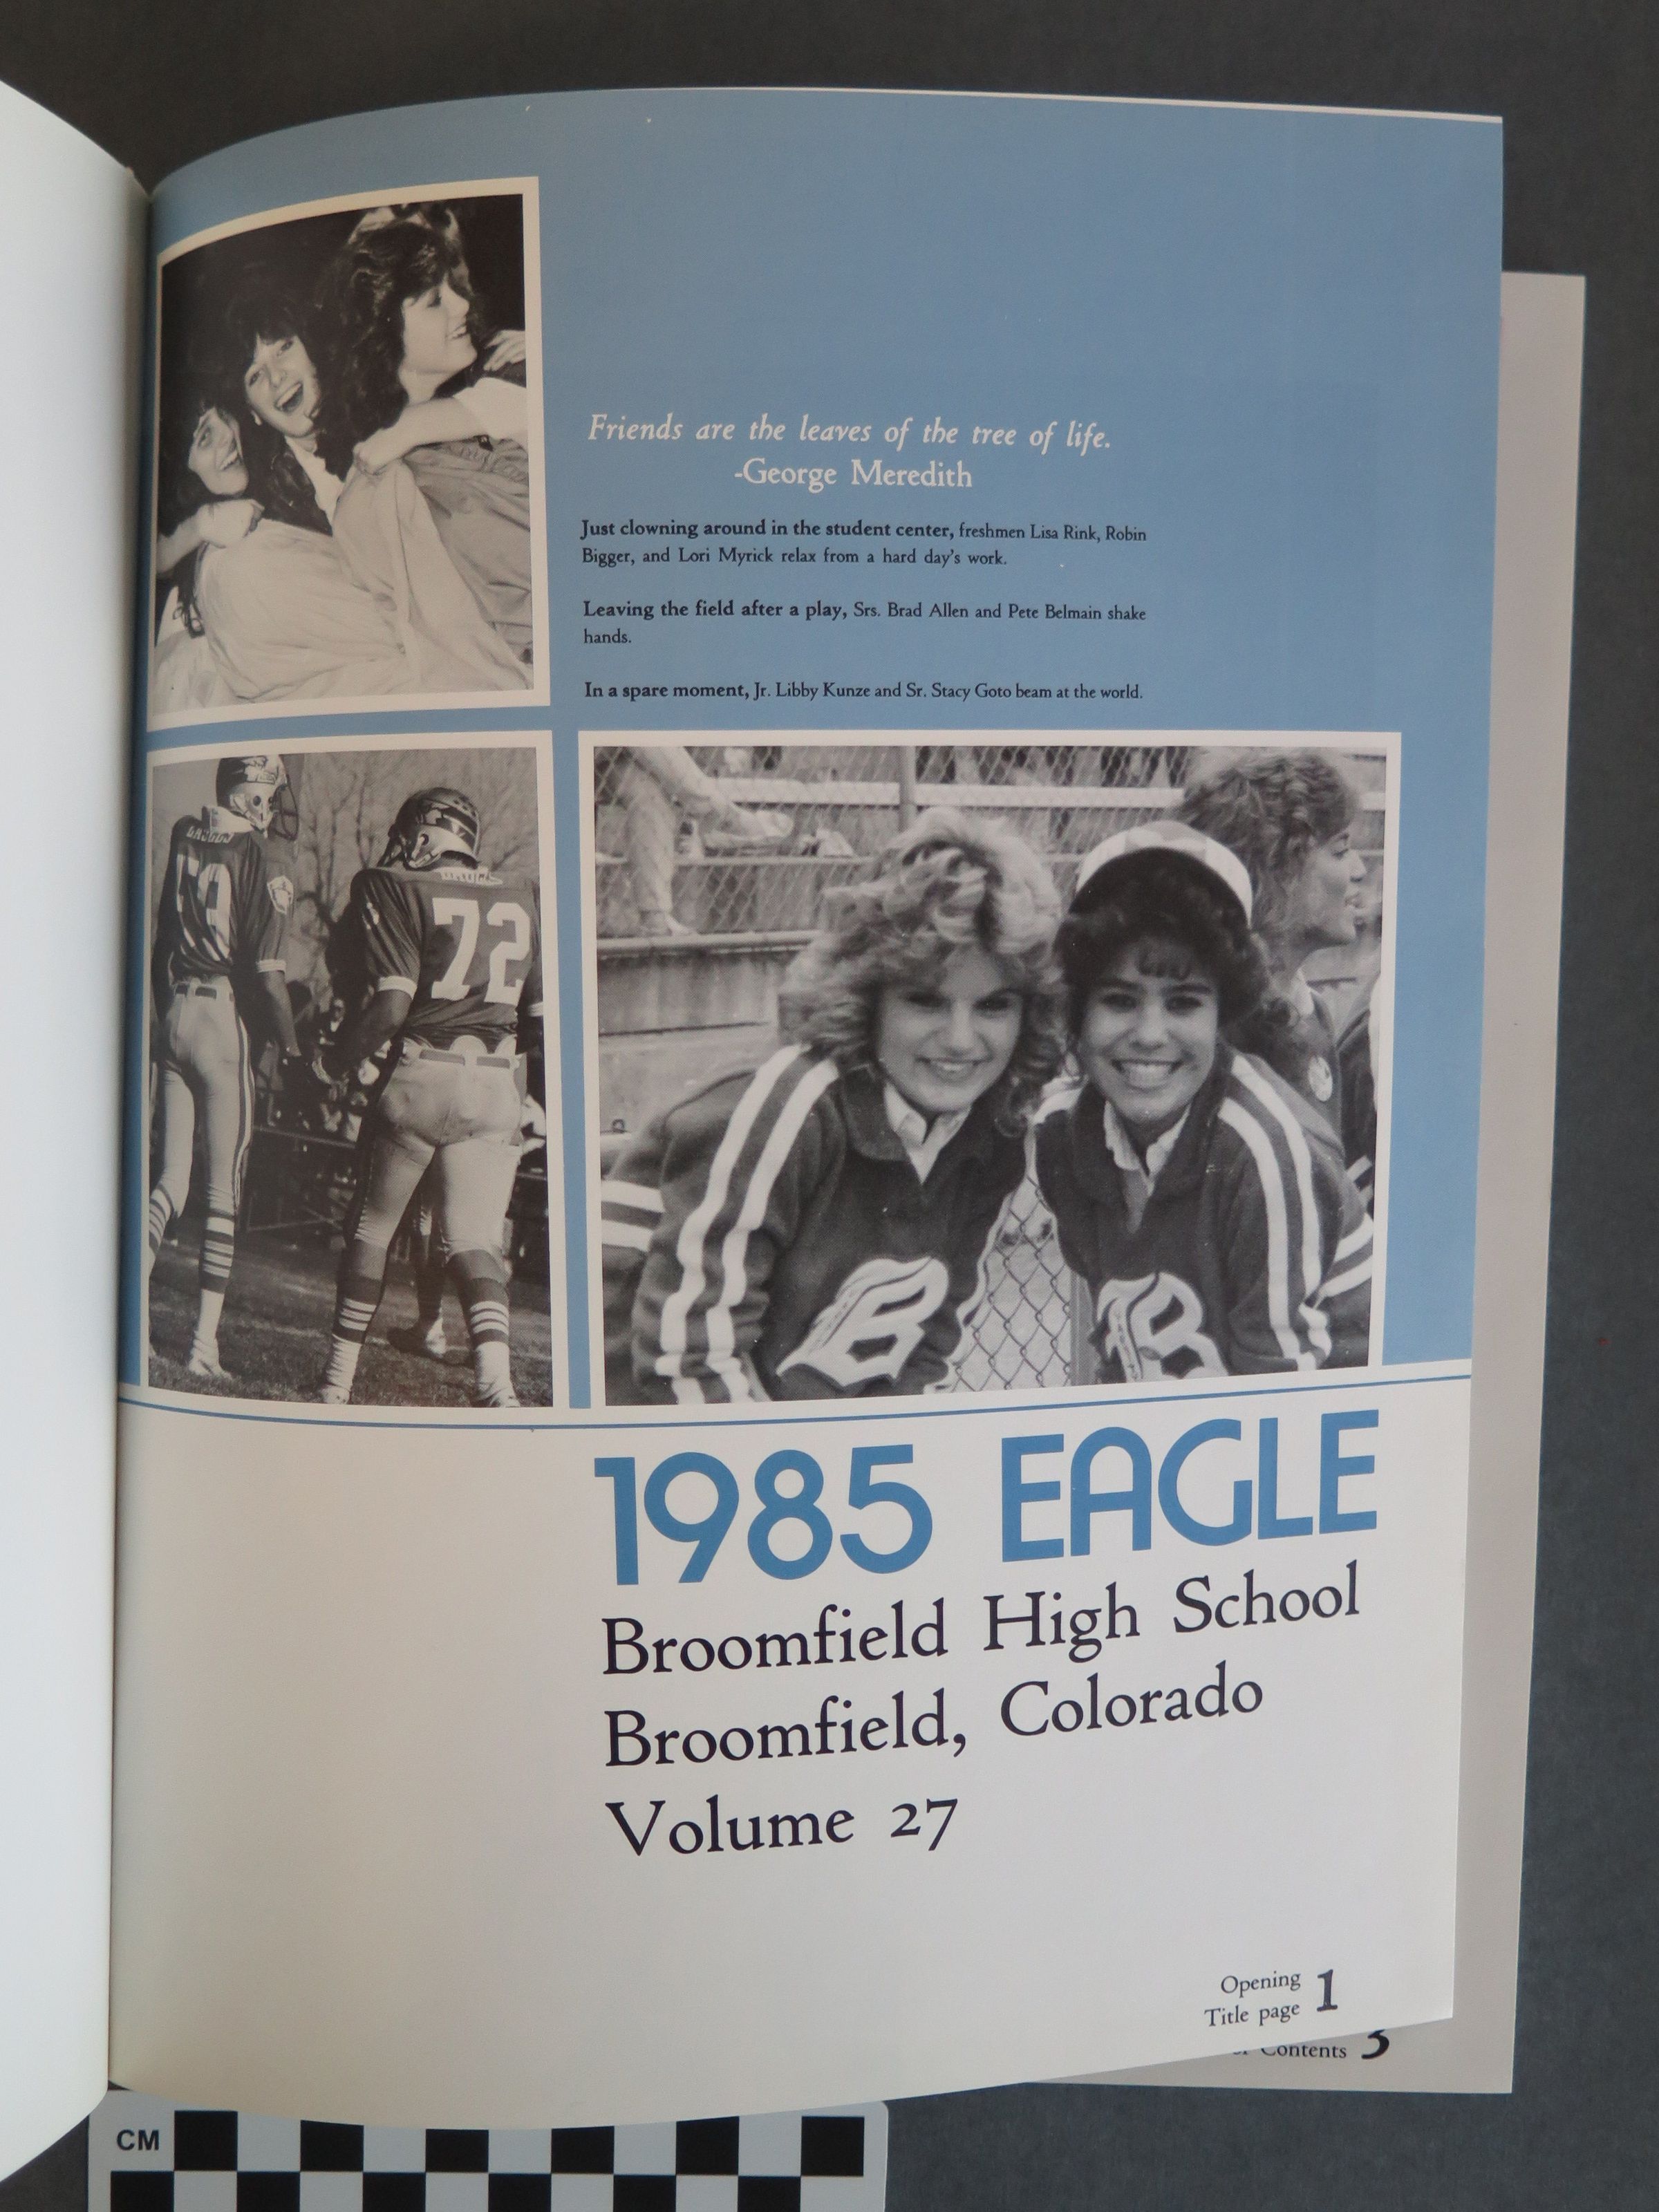 Friends are the leaves of the tree of life.
-George Meredith
Just clowning around in the student center, freshmen Lisa Rink, Robin
Bigger, and Lori Myrick relax from a hard day's work.
Leaving the field after a play, Srs. Brad Allen and Pete Belmain shake
hands.
In a spare moment, Jr. Libby Kunze and Sr. Stacy Goto beam at the world.
72
B
B
1985 EAGLE
Broomfield High School
Broomfield, Colorado
Volume 27
Opening
Title page 1
Contents 3
CM